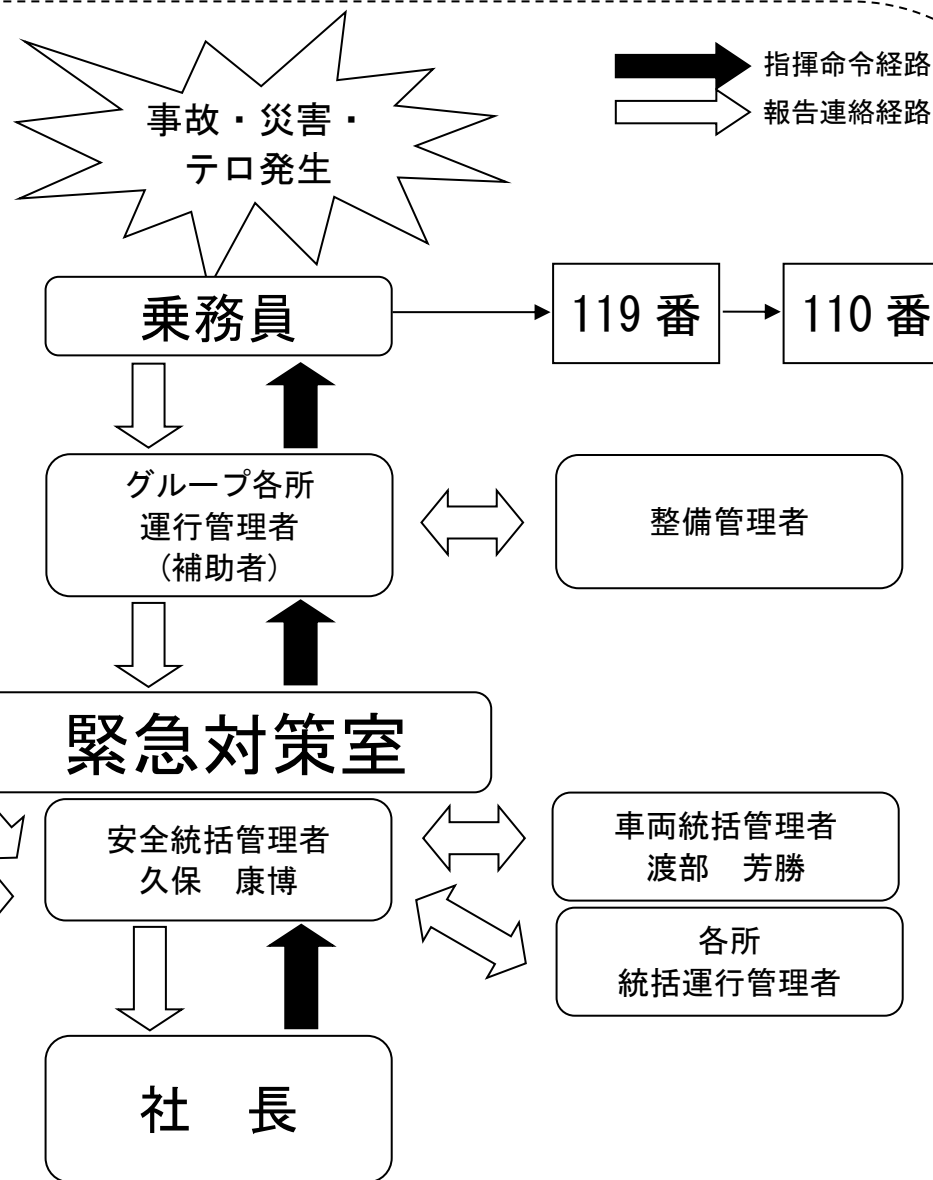 事故・災害・
テロ発生
指揮命令経路
報告連絡経路
乗務員
119 番
110 番
グループ各所
運行管理者
(補助者)
整備管理者
緊急対策室
安全統括管理者
久保　康博
車両統括管理者
渡部　芳勝
各所
統括運行管理者
社　長